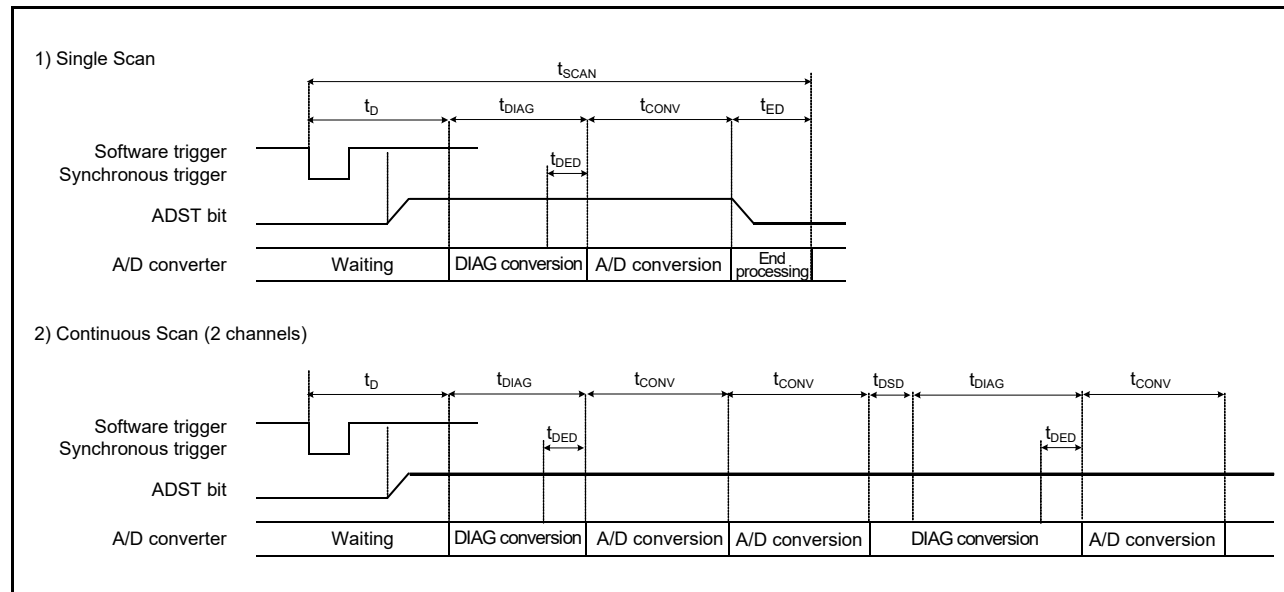 1) Single Scan
tSCAN
tD tDIAG tCONV tED
Software trigger
Synchronous trigger
tDED
ADST bit
A/D converter Waiting DIAG conversion A/D conversion End processing
2) Continuous Scan (2 channels)
tD tDIAG tCONV tCONV tDSD tDIAG tCONV
Software trigger
Synchronous trigger
tDED tDED
ADST bit
A/D converter Waiting DIAG conversion A/D conversion A/D conversion DIAG conversion A/D conversion